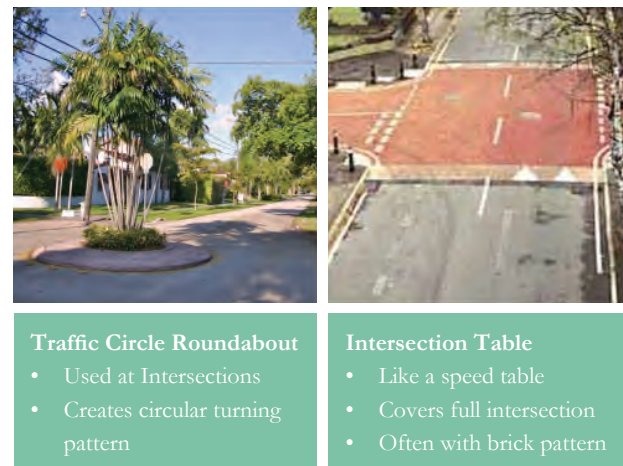 Traffic Circle Roundabout
• Used at Intersections
• Creates circular turning
pattern
Intersection Table
• Like a speed table
• Covers full intersection
• Often with brick pattern